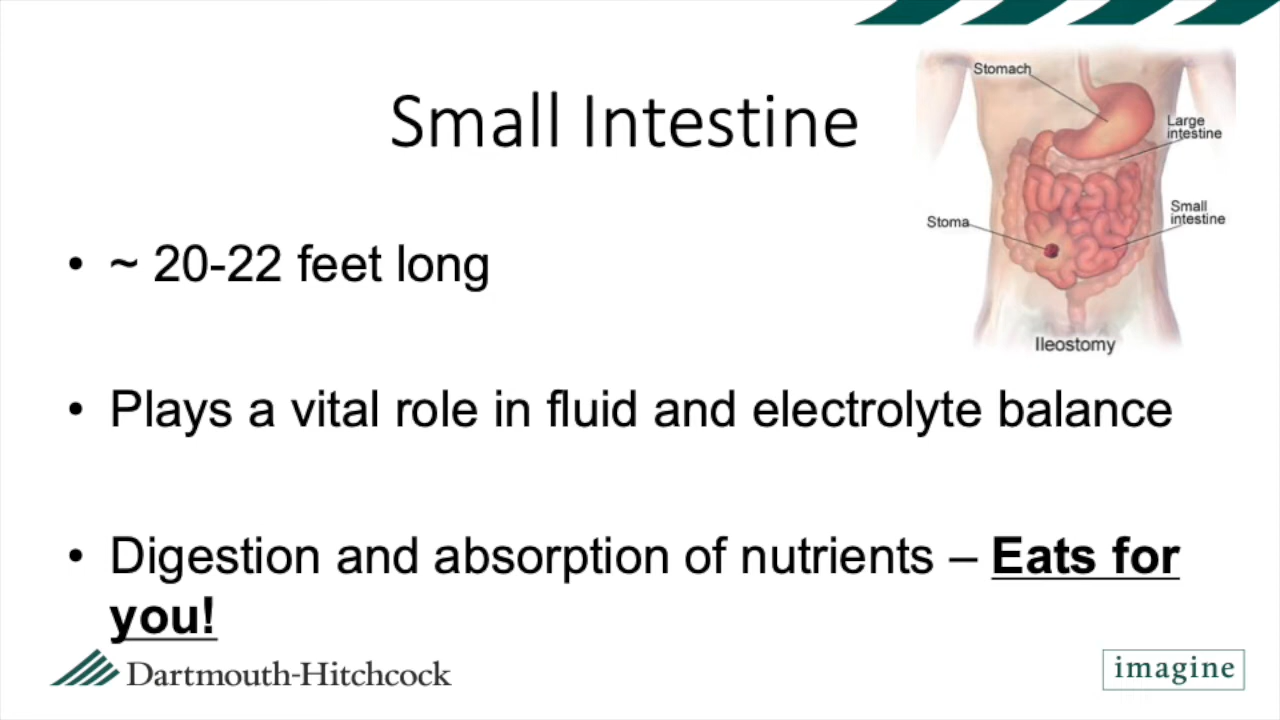 Small Intestine
Stomach
Large
intestine
Small
intestine
Stoma
Ileostomy
• ~ 20-22 feet long
• Plays a vital role in fluid and electrolyte balance
• Digestion and absorption of nutrients – Eats for
you!
Dartmouth-Hitchcock
imagine